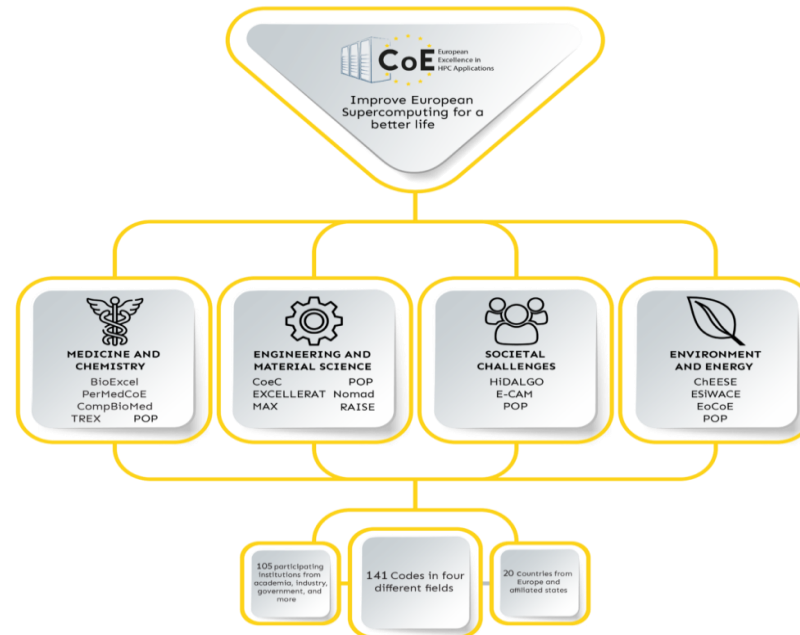 CoE
European
Excellence in
HPC Applications
Improve European
Supercomputing for a
better life
MEDICINE AND
CHEMISTRY
BioExcel
PerMedCoE
CompBioMed
TREX POP
ENGINEERING AND
MATERIAL SCIENCE
CoeC POP
EXCELLERAT Nomad
MAX RAISE
SOCIETAL
CHALLENGES
HiDALGO
E-CAM
POP
ENVIRONMENT
AND ENERGY
ChEESE
ESiWACE
EoCoE
POP
105 participating
institutions from
academia, industry,
government, and
more
141 Codes in four
different fields
20 Countries from
Europe and
affiliated states